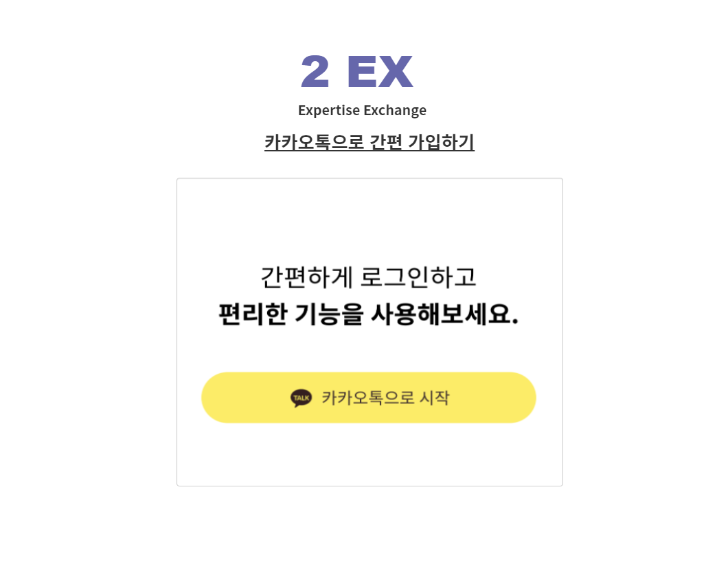 2 EX
Expertise Exchange
카카오톡으로 간편 가입하기
간편하게 로그인하고
편리한 기능을 사용해보세요.
TALK 카카오톡으로 시작